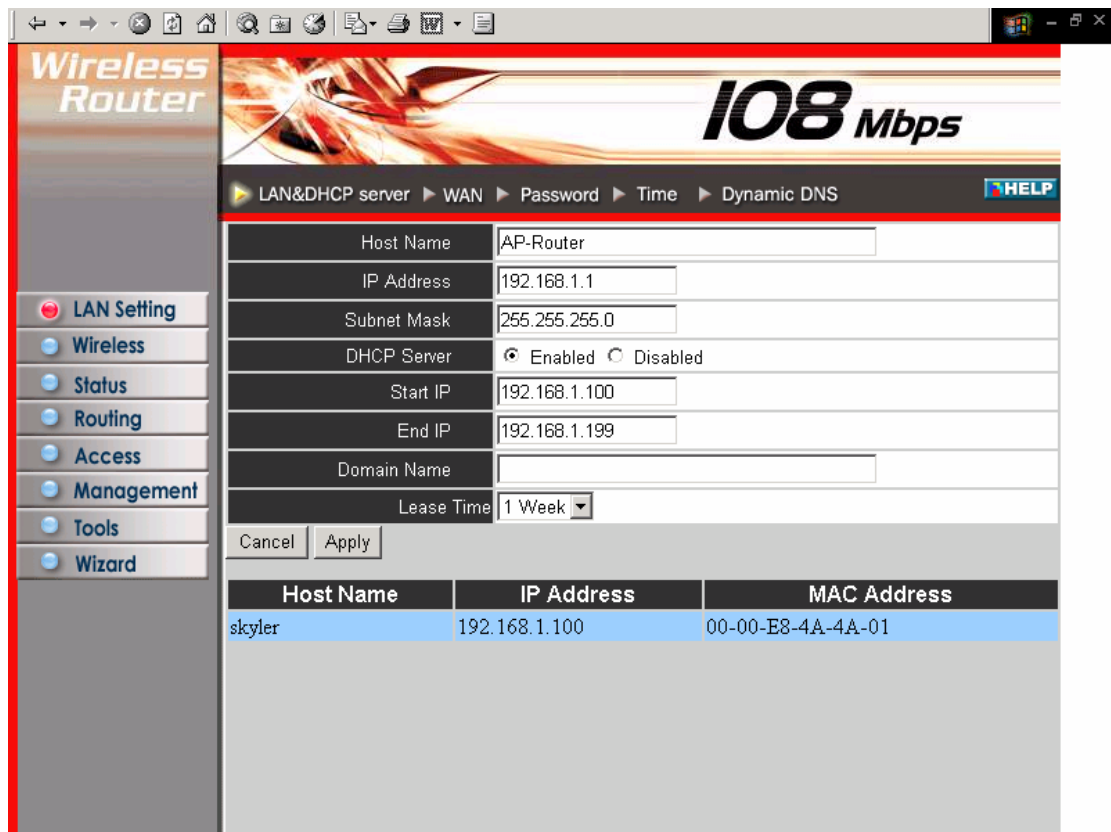 Wireless
Router
108 Mbps
LAN&DHCP server WAN Password Time Dynamic DNS
HELP
LAN Setting
Wireless
Status
Routing
Access
Management
Tools
Wizard
Host Name AP-Router
IP Address 192.168.1.1
Subnet Mask 255.255.255.0
DHCP Server Enabled Disabled
Start IP 192.168.1.100
End IP 192.168.1.199
Domain Name
Lease Time 1 Week
Cancel Apply
Host Name IP Address MAC Address
skyler 192.168.1.100 00-00-E8-4A-4A-01